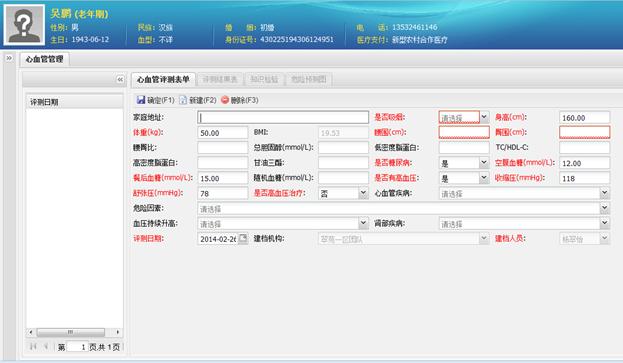 吴鹏 (老年期)
性别: 男 民族: 汉族 婚 姻: 初婚 电 话: 13532461146
生日: 1943-06-12 血型: 不详 身份证号: 430225194306124951 医疗支付: 新型农村合作医疗
心血管管理
心血管评测表单 评测结果表 知识检验 危险预测图
评测日期
确定(F1) 新建(F2) 删除(F3)
家庭地址: 是否吸烟: 请选择 身高(cm): 160.00
体重(kg): 50.00 BMI: 19.53 腰围(cm): 臀围(cm):
腰臀比: 总胆固醇(mmol/L): 低密度脂蛋白: TC/HDL-C:
高密度脂蛋白: 甘油三酯: 是否糖尿病: 是 空腹血糖(mmol/L): 12.00
餐后血糖(mmol/L): 15.00 随机血糖(mmol/L): 是否有高血压: 是 收缩压(mmHg): 118
舒张压(mmHg): 78 是否高血压治疗: 否 心血管疾病: 请选择
危险因素: 请选择
血压持续升高: 请选择 肾部疾病: 请选择
评测日期: 2014-02-26 建档机构: 翠苑一区团队 建档人员: 杨翠怡
第 1 页,共 1 页